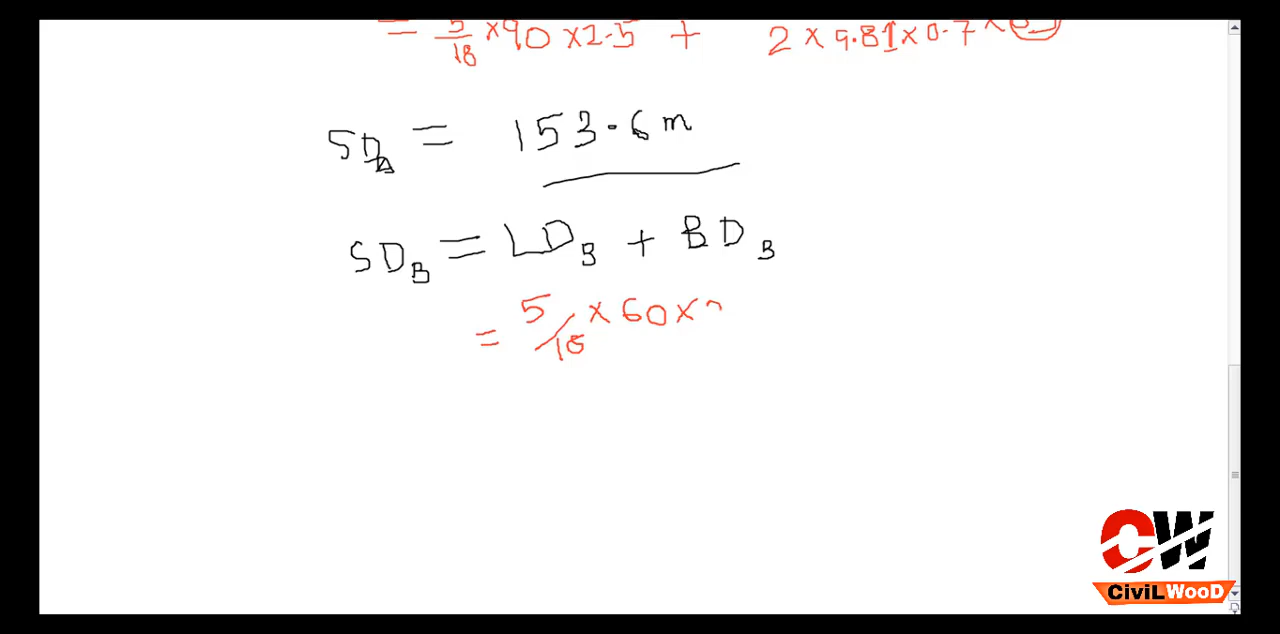 = 5/18 ×90 ×2.5 + 2 × 9.81 × 0.7 ×
SD_A = 153.6 m
SD_B = LD_B + BD_B
= 5/18 × 60 ×
CW
CiviLWooD